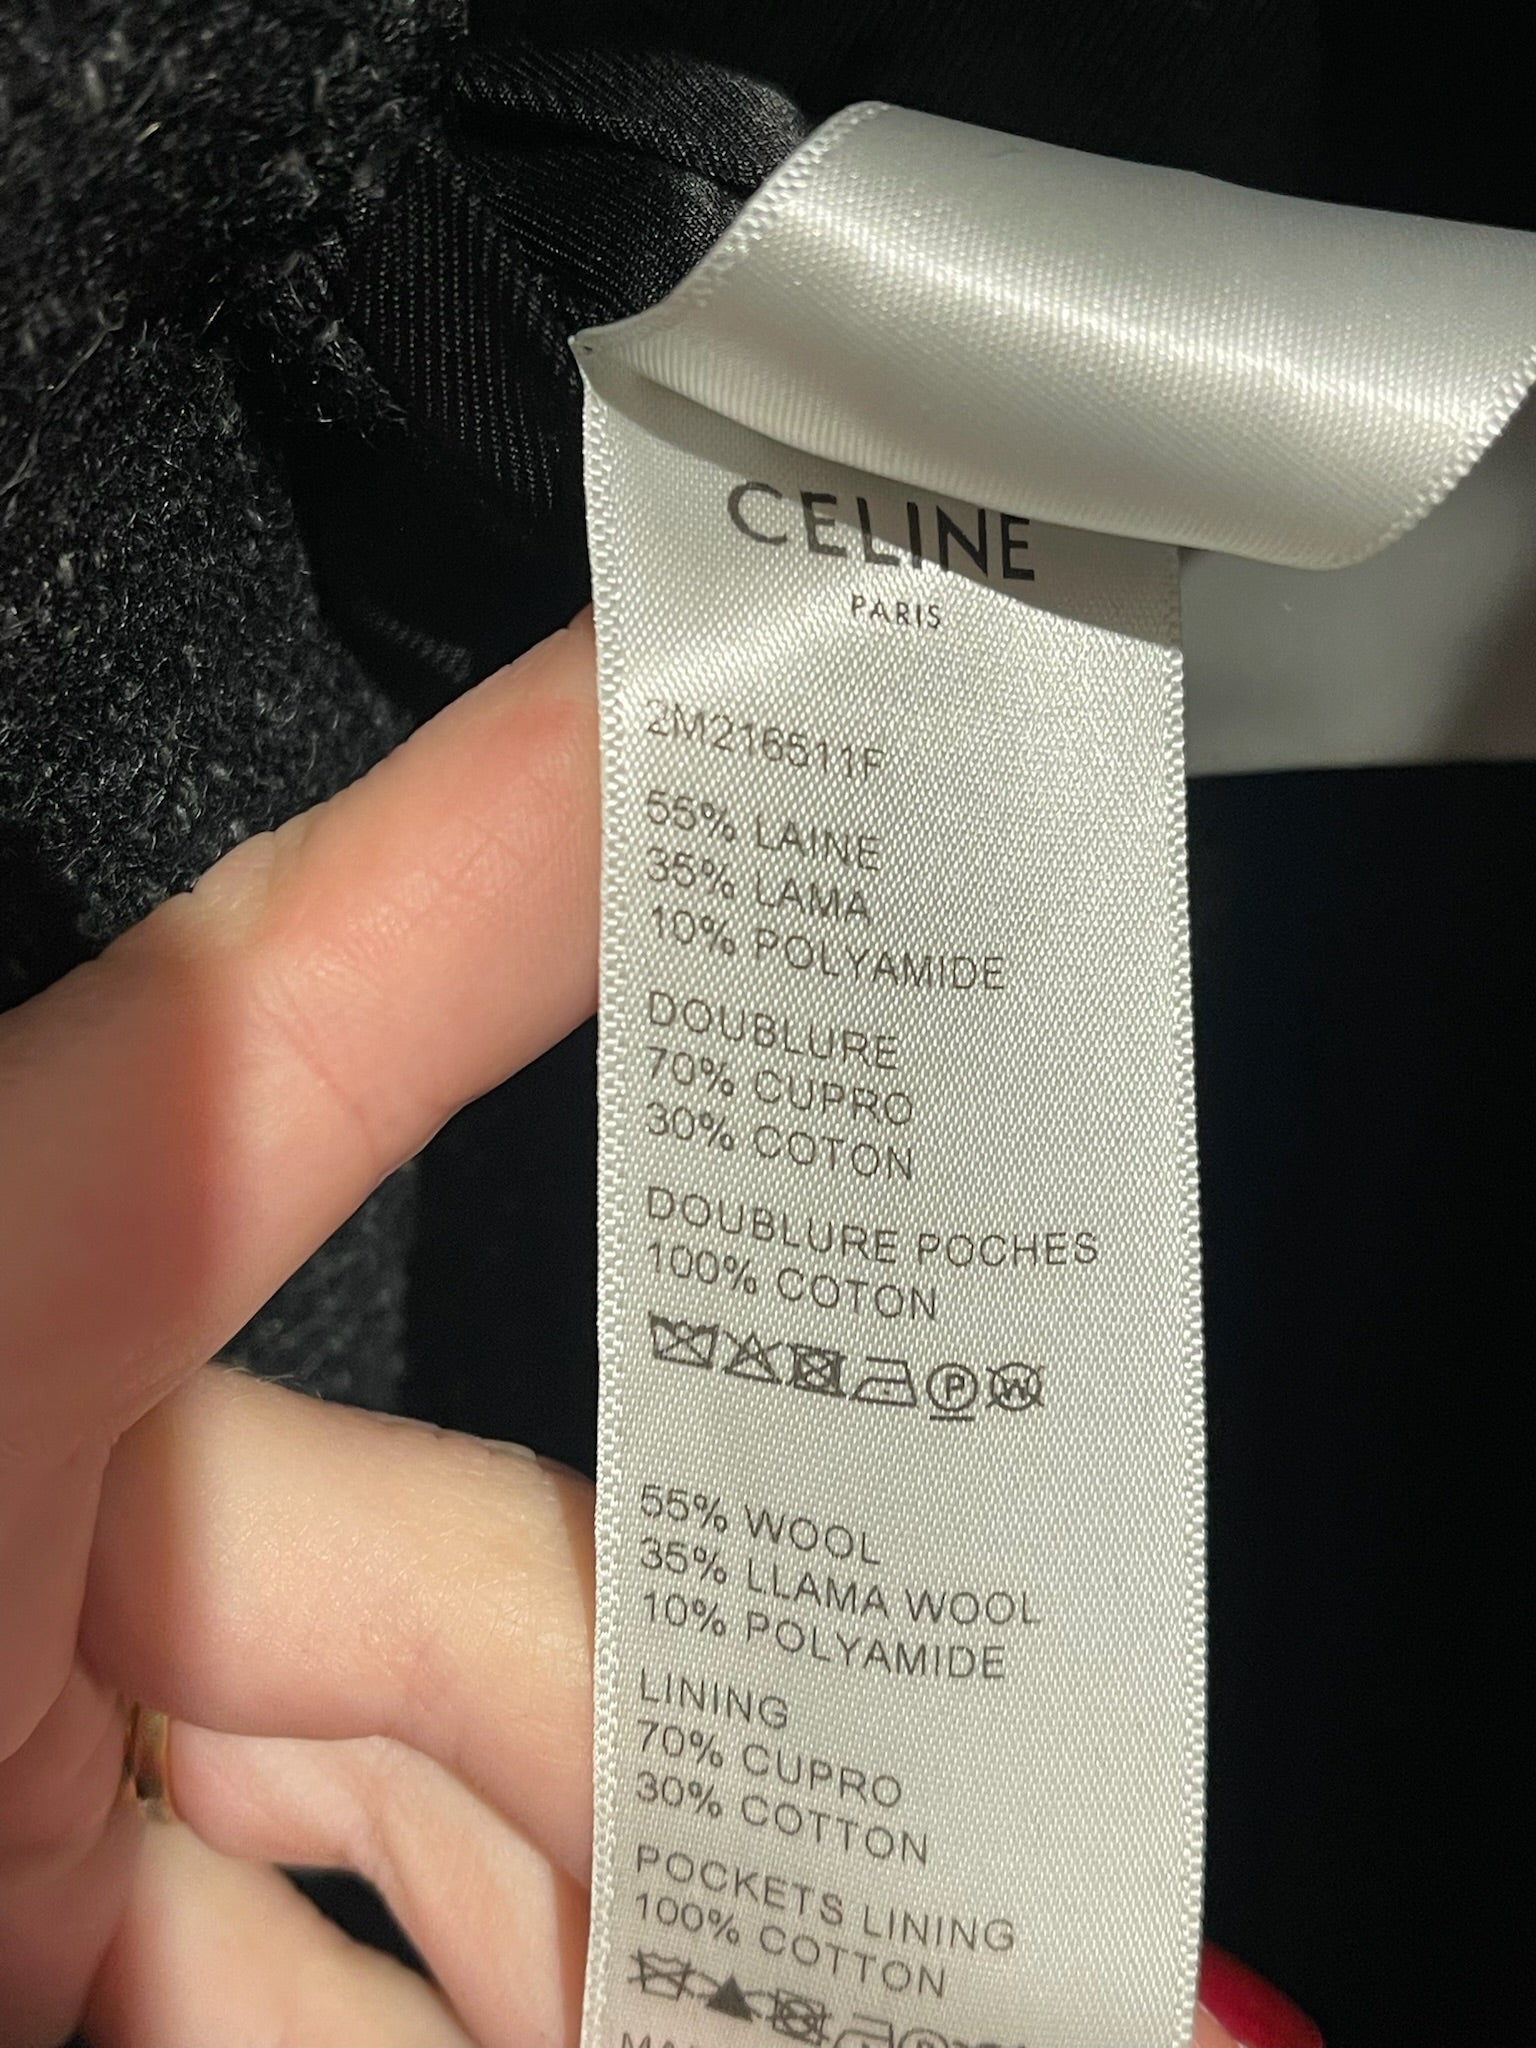 CELINE
PARIS
2M216511F
55% LAINE
35% LAMA
10% POLYAMIDE
DOUBLURE
70% CUPRO
30% COTON
DOUBLURE POCHES
100% COTON
P W
55% WOOL
35% LLAMA WOOL
10% POLYAMIDE
LINING
70% CUPRO
30% COTTON
POCKETS LINING
100% COTTON